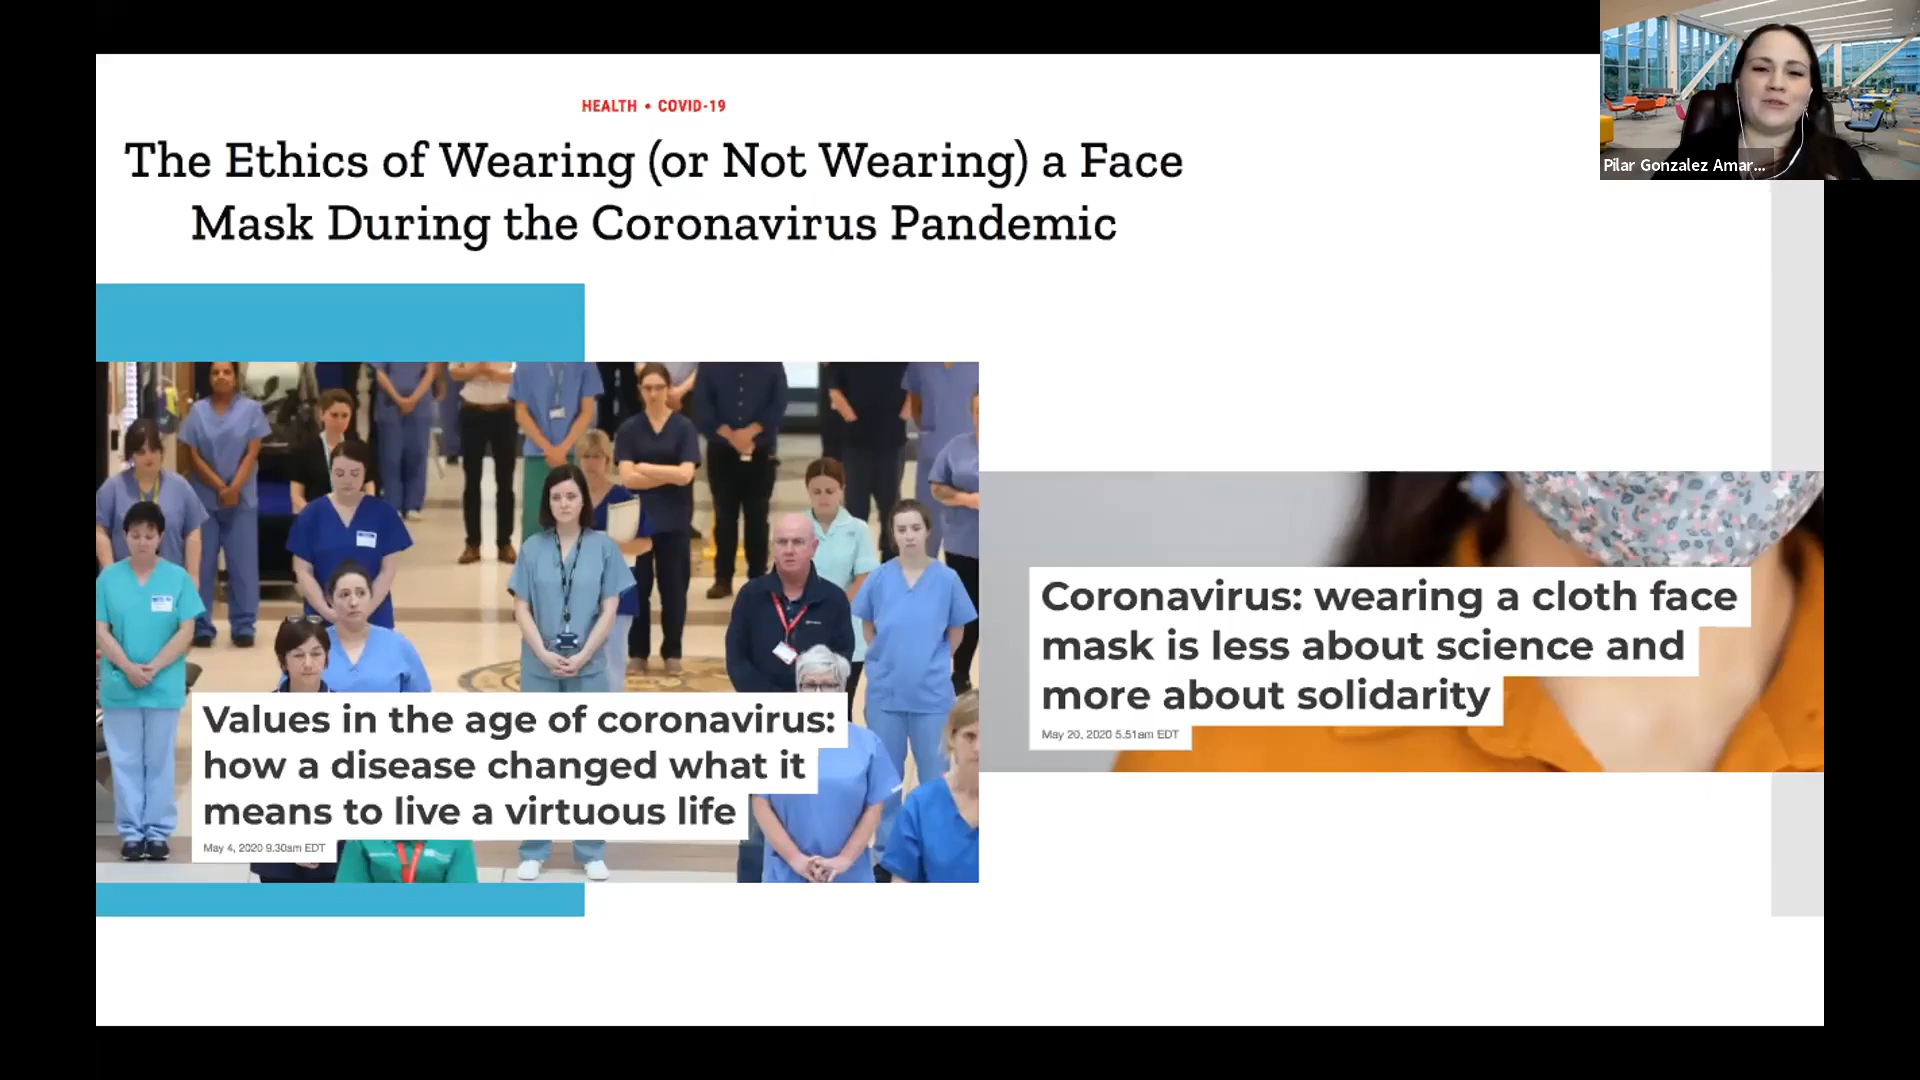 HEALTH • COVID-19
The Ethics of Wearing (or Not Wearing) a Face
Mask During the Coronavirus Pandemic
Pilar Gonzalez Amar...
Values in the age of coronavirus:
how a disease changed what it
means to live a virtuous life
May 4, 2020 9.30am EDT
Coronavirus: wearing a cloth face
mask is less about science and
more about solidarity
May 20, 2020 5.51am EDT